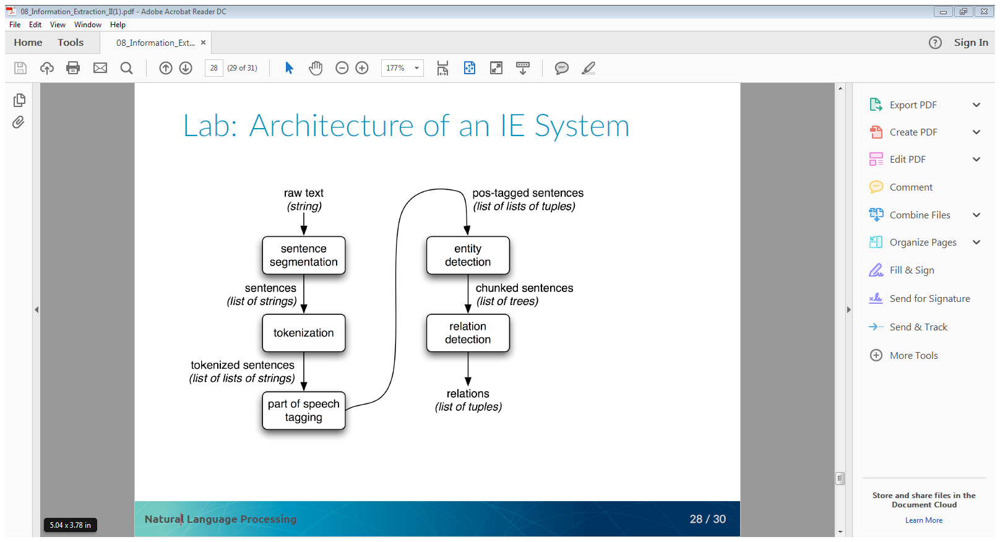 08_Information_Extraction_II(1).pdf - Adobe Acrobat Reader DC
File Edit View Window Help
Home Tools 08_Information_Ext... × ? Sign In
28 (29 of 31) 177%
Lab: Architecture of an IE System
raw text
(string)
sentence
segmentation
sentences
(list of strings)
tokenization
tokenized sentences
(list of lists of strings)
part of speech
tagging
pos-tagged sentences
(list of lists of tuples)
entity
detection
chunked sentences
(list of trees)
relation
detection
relations
(list of tuples)
Natural Language Processing 28 / 30
5.04 x 3.78 in
Export PDF
Create PDF
Edit PDF
Comment
Combine Files
Organize Pages
Fill & Sign
Send for Signature
Send & Track
More Tools
Store and share files in the
Document Cloud
Learn More